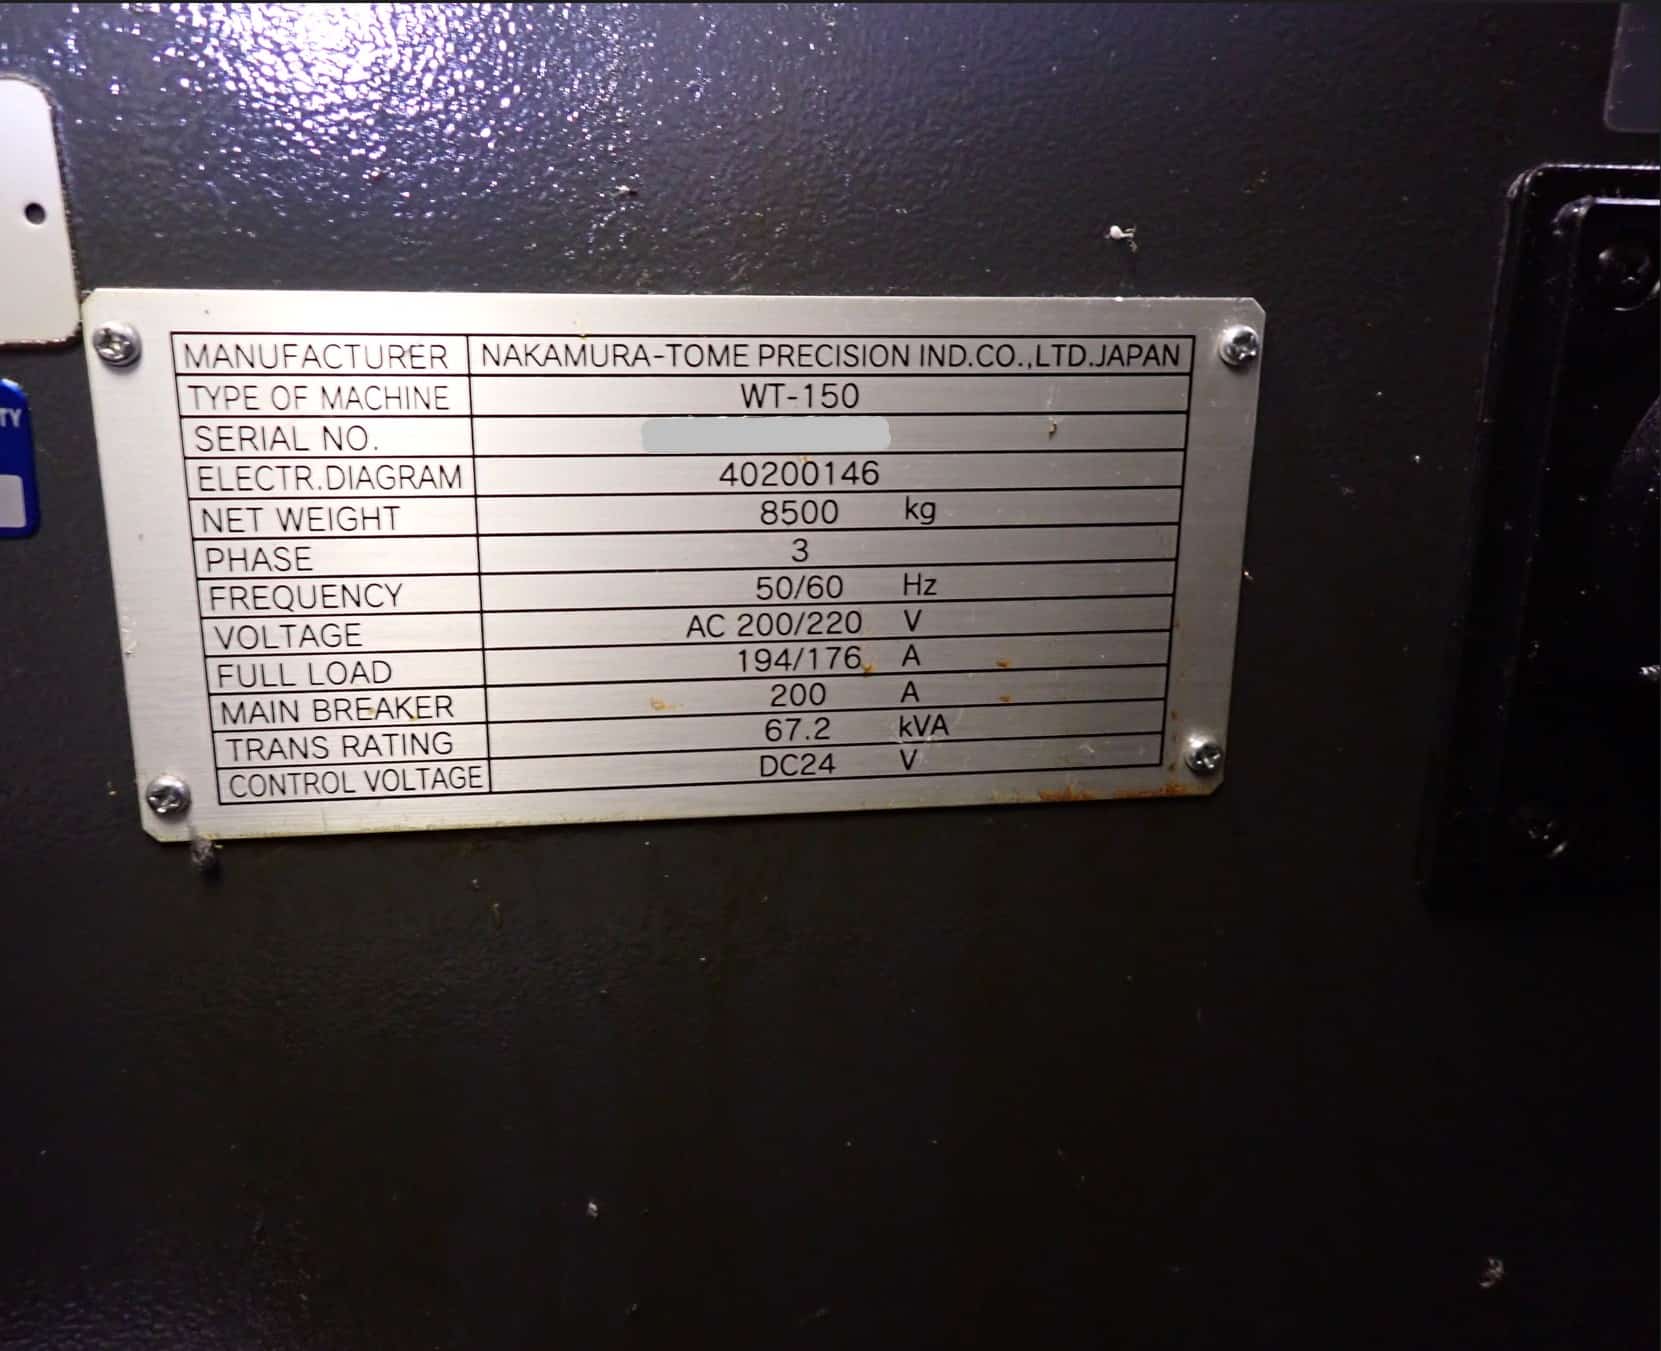 MANUFACTURER NAKAMURA-TOME PRECISION IND.CO.,LTD.JAPAN
TYPE OF MACHINE WT-150
SERIAL NO.
ELECTR.DIAGRAM 40200146
NET WEIGHT 8500 kg
PHASE 3
FREQUENCY 50/60 Hz
VOLTAGE AC 200/220 V
FULL LOAD 194/176 A
MAIN BREAKER 200 A
TRANS RATING 67.2 kVA
CONTROL VOLTAGE DC24 V